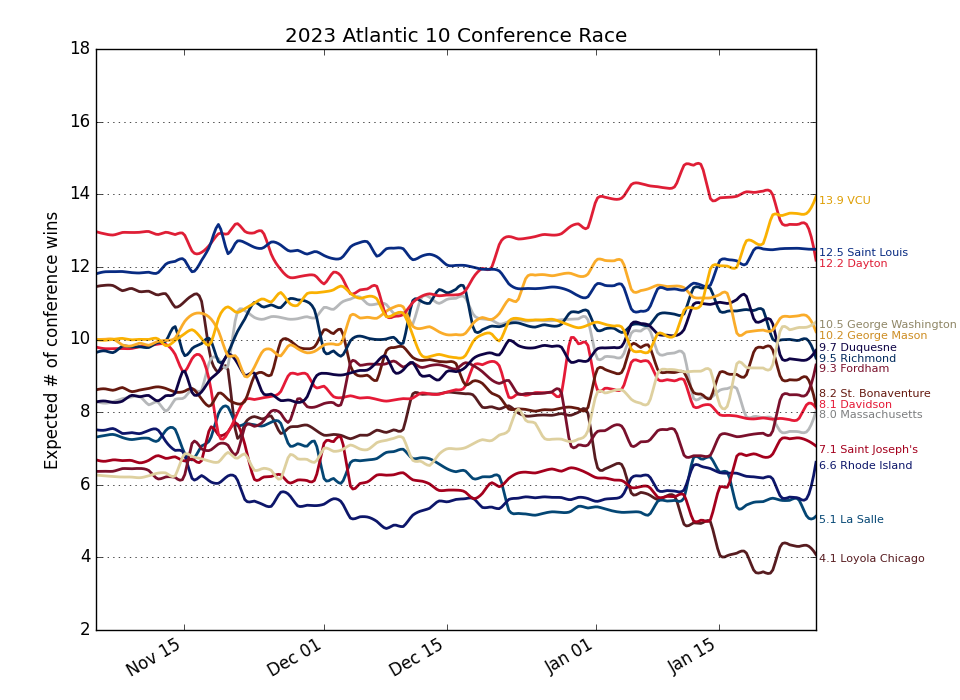 2023 Atlantic 10 Conference Race
Expected # of conference wins
18
16
14
12
10
8
6
4
2
Nov 15
Dec 01
Dec 15
Jan 01
Jan 15
13.9 VCU
12.5 Saint Louis
12.2 Dayton
10.5 George Washington
10.2 George Mason
9.7 Duquesne
9.5 Richmond
9.3 Fordham
8.2 St. Bonaventure
8.1 Davidson
8.0 Massachusetts
7.1 Saint Joseph's
6.6 Rhode Island
5.1 La Salle
4.1 Loyola Chicago